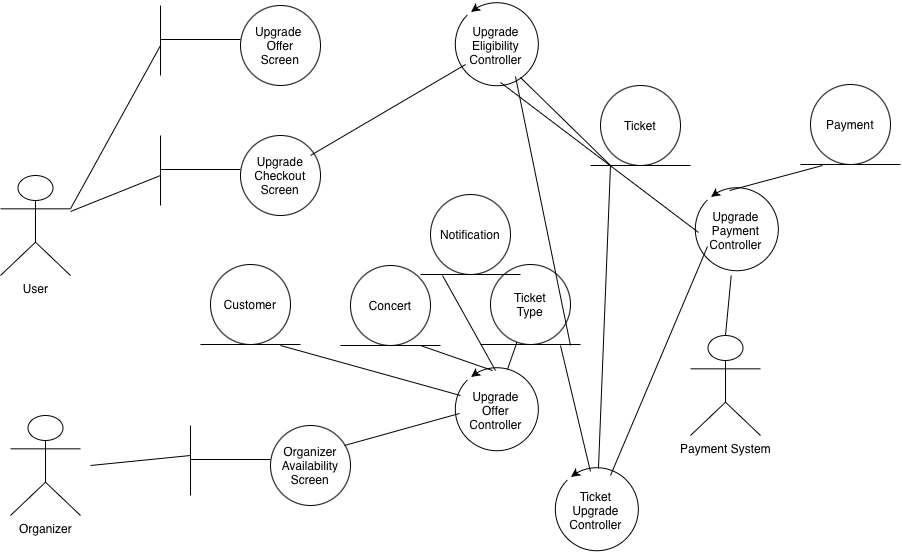 Upgrade
Offer
Screen
Upgrade
Eligibility
Controller
Ticket
Payment
Upgrade
Checkout
Screen
User
Notification
Upgrade
Payment
Controller
Customer
Concert
Ticket
Type
Upgrade
Offer
Controller
Payment System
Organizer
Availability
Screen
Organizer
Ticket
Upgrade
Controller